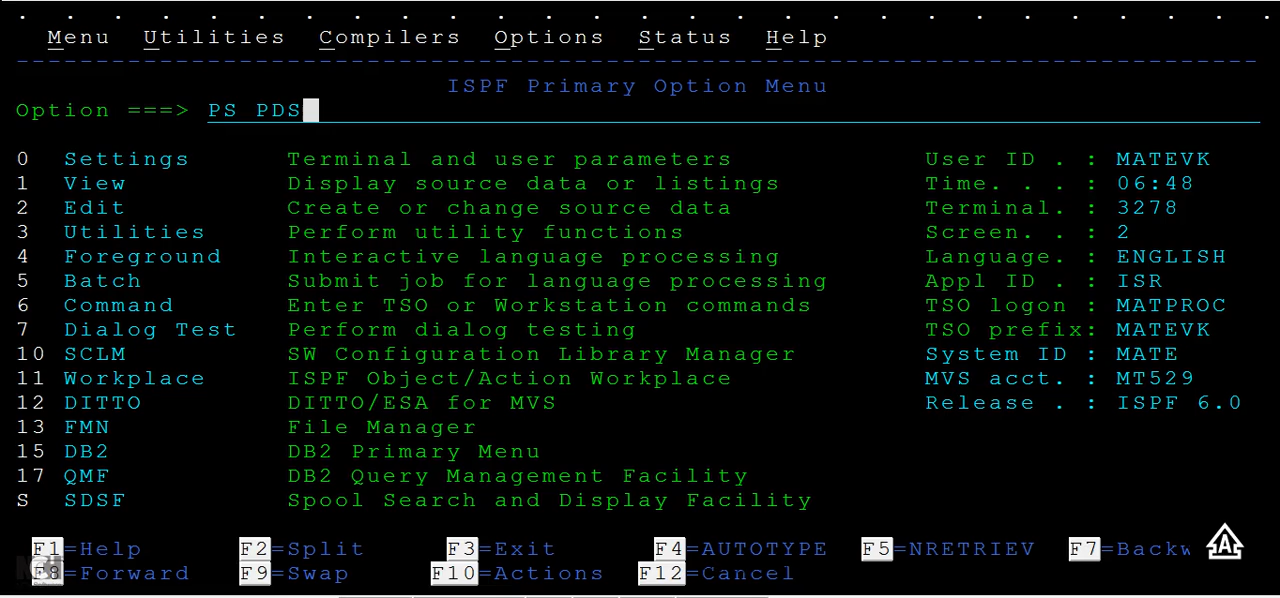 Menu Utilities Compilers Options Status Help
ISPF Primary Option Menu
Option ===> PS PDS
0 Settings Terminal and user parameters User ID . : MATEVK
1 View Display source data or listings Time. . . : 06:48
2 Edit Create or change source data Terminal. : 3278
3 Utilities Perform utility functions Screen. . : 2
4 Foreground Interactive language processing Language. : ENGLISH
5 Batch Submit job for language processing Appl ID . : ISR
6 Command Enter TSO or Workstation commands TSO logon : MATPROC
7 Dialog Test Perform dialog testing TSO prefix: MATEVK
10 SCLM SW Configuration Library Manager System ID : MATE
11 Workplace ISPF Object/Action Workplace MVS acct. : MT529
12 DITTO DITTO/ESA for MVS Release . : ISPF 6.0
13 FMN File Manager
15 DB2 DB2 Primary Menu
17 QMF DB2 Query Management Facility
S SDSF Spool Search and Display Facility
F1=Help F2=Split F3=Exit F4=AUTOTYPE F5=NRETRIEV F7=Backw
F8=Forward F9=Swap F10=Actions F12=Cancel